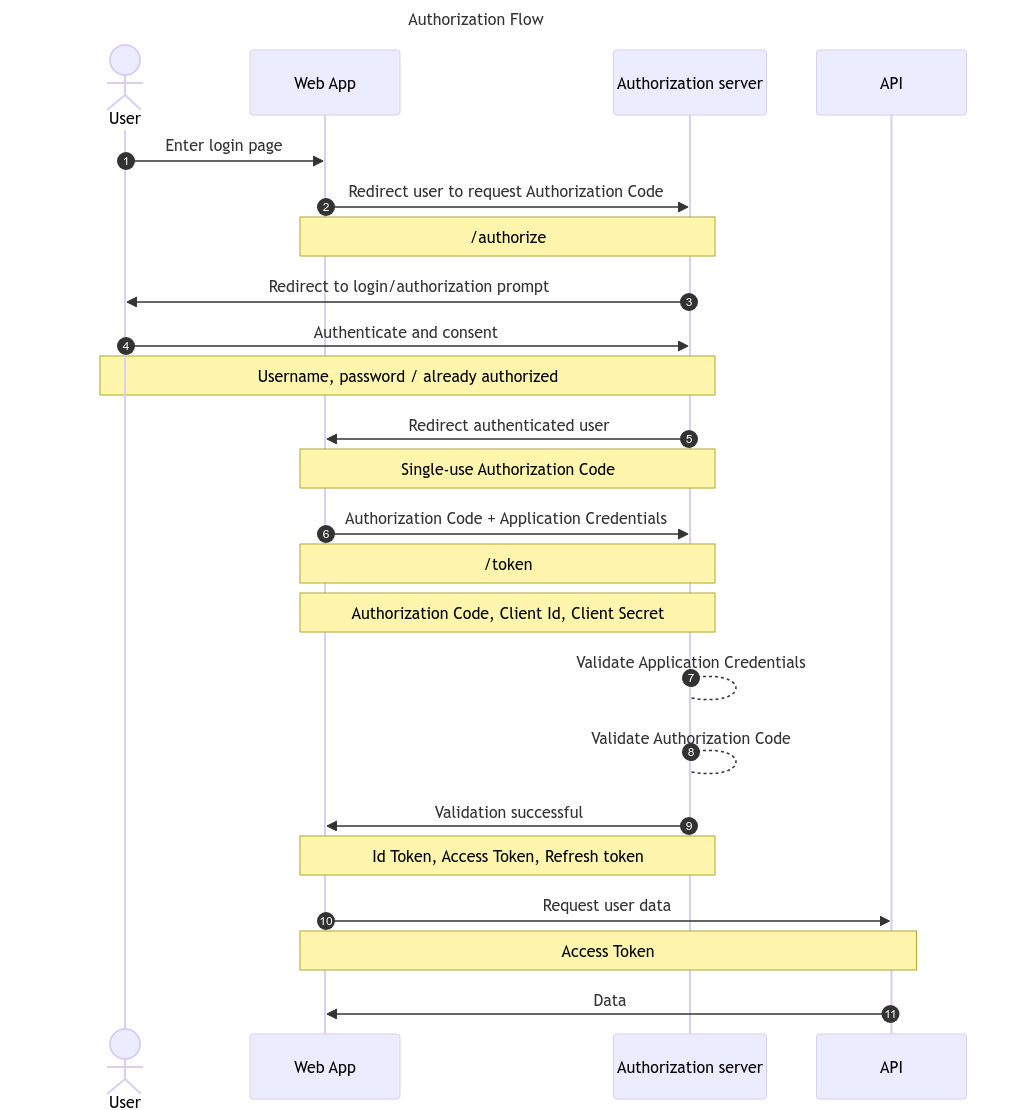 Authorization Flow
User
Web App
Authorization server
API
Enter login page
1
Redirect user to request Authorization Code
2
/authorize
Redirect to login/authorization prompt
3
Authenticate and consent
4
Username, password / already authorized
Redirect authenticated user
5
Single-use Authorization Code
Authorization Code + Application Credentials
6
/token
Authorization Code, Client Id, Client Secret
Validate Application Credentials
7
Validate Authorization Code
8
Validation successful
9
Id Token, Access Token, Refresh token
Request user data
10
Access Token
Data
11
User
Web App
Authorization server
API